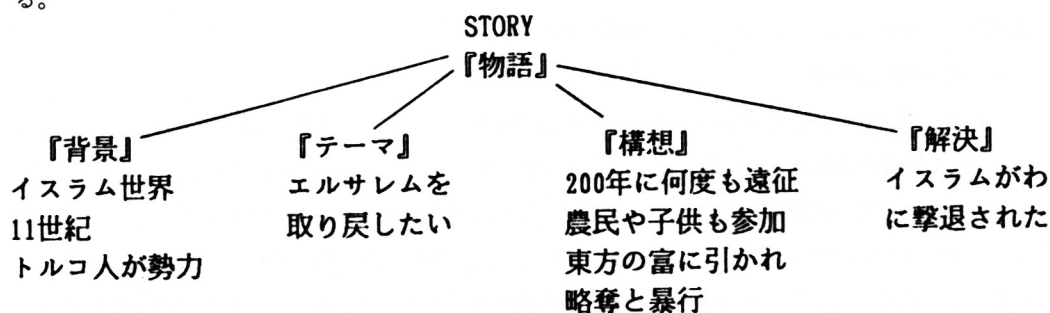 る。
STORY
『物語』
『背景』
イスラム世界
11世紀
トルコ人が勢力
『テーマ』
エルサレムを
取り戻したい
『構想』
200年に何度も遠征
農民や子供も参加
東方の富に引かれ
略奪と暴行
『解決』
イスラムがわ
に撃退された